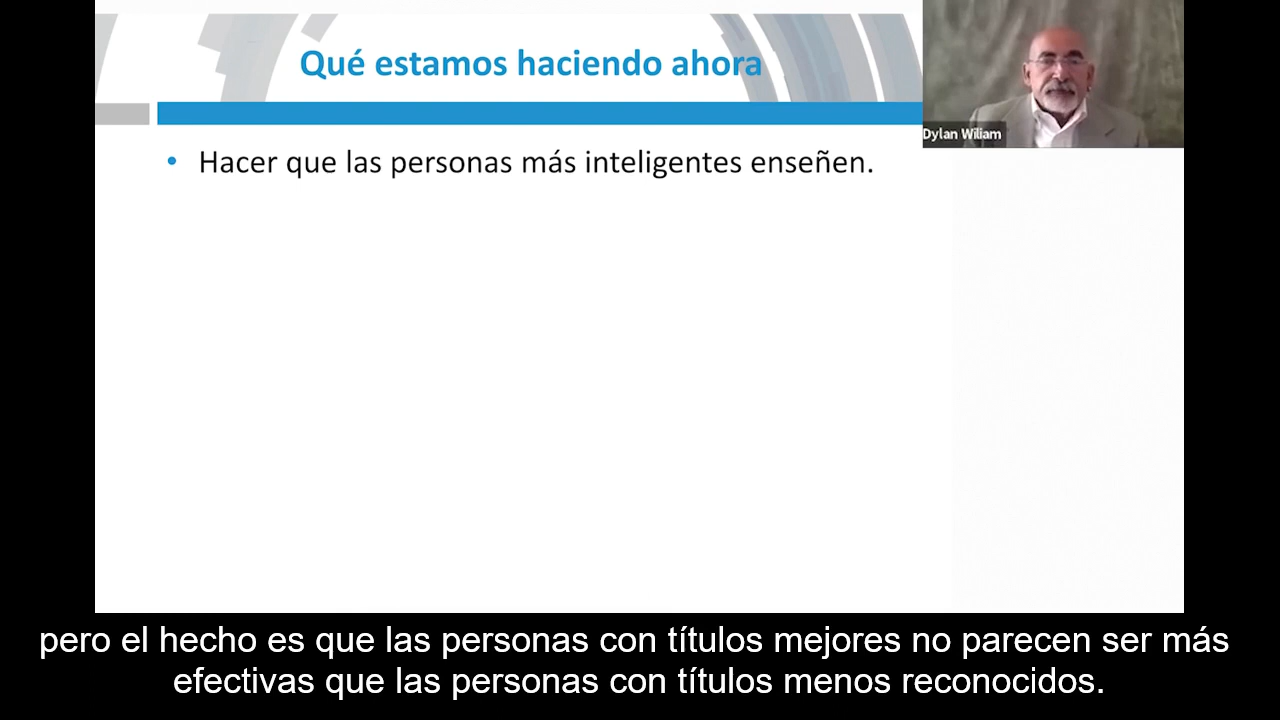 Qué estamos haciendo ahora
Dylan Wiliam
• Hacer que las personas más inteligentes enseñen.
pero el hecho es que las personas con títulos mejores no parecen ser más
efectivas que las personas con títulos menos reconocidos.